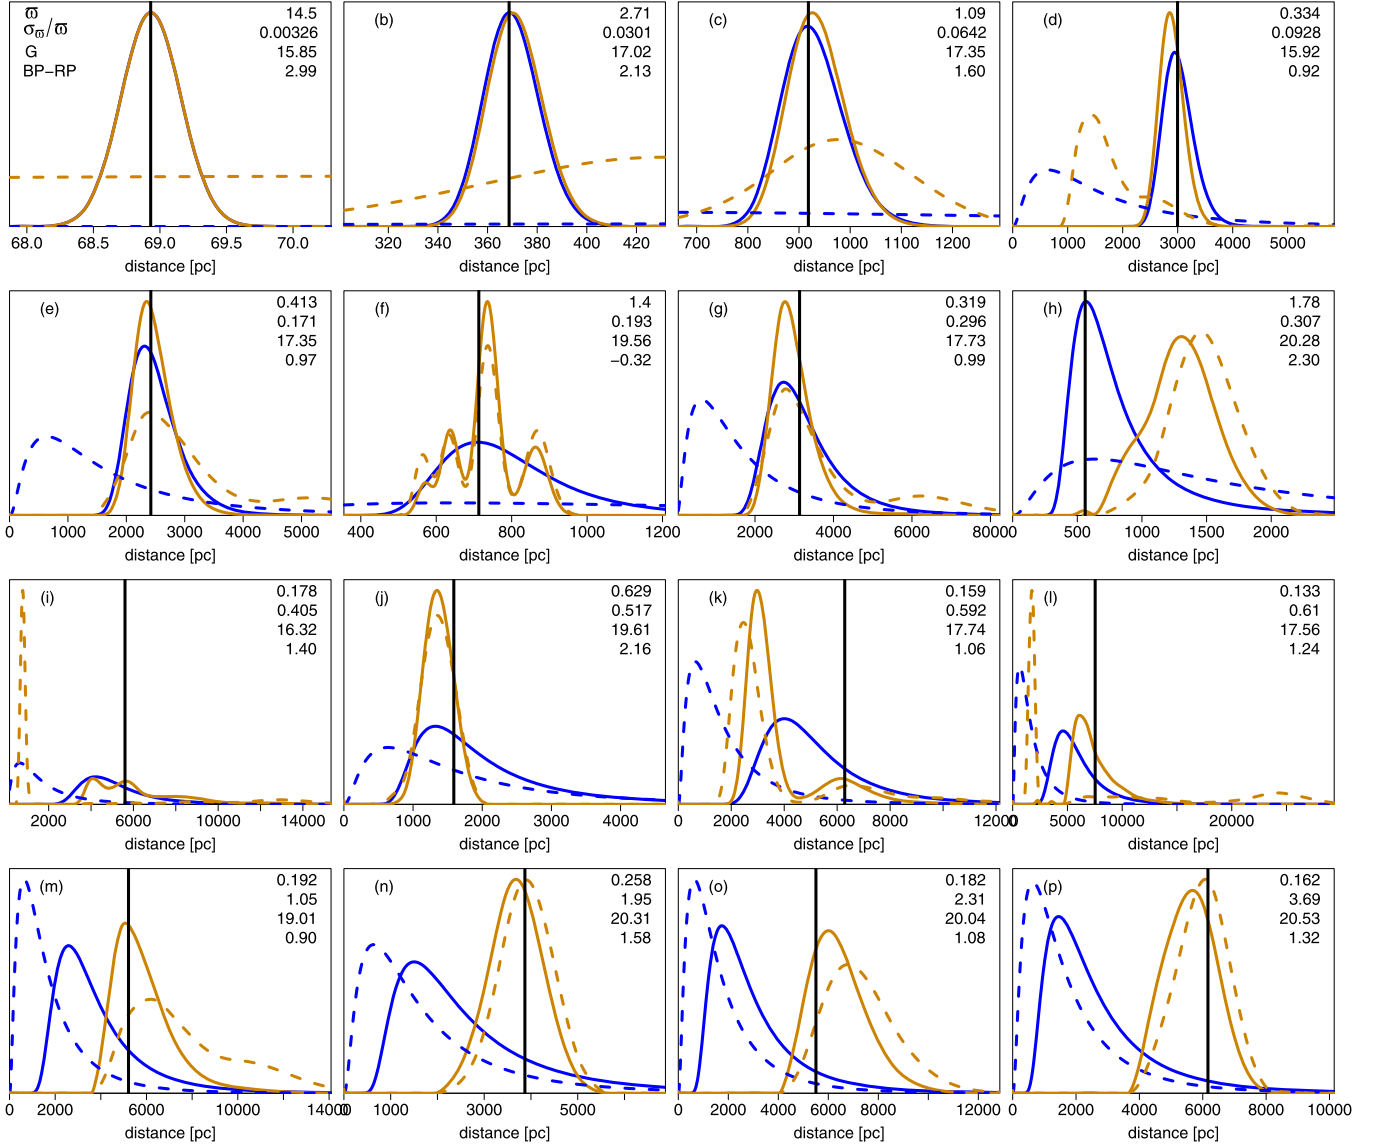 ϖ 14.5
σϖ/ϖ 0.00326
G 15.85
BP−RP 2.99
68.0 68.5 69.0 69.5 70.0
distance [pc]
(b) 2.71
0.0301
17.02
2.13
320 340 360 380 400 420
distance [pc]
(c) 1.09
0.0642
17.35
1.60
700 800 900 1000 1200
distance [pc]
(d) 0.334
0.0928
15.92
0.92
0 1000 2000 3000 4000 5000
distance [pc]
(e) 0.413
0.171
17.35
0.97
0 1000 2000 3000 4000 5000
distance [pc]
(f) 1.4
0.193
19.56
−0.32
400 600 800 1000 1200
distance [pc]
(g) 0.319
0.296
17.73
0.99
0 2000 4000 6000 80000
distance [pc]
(h) 1.78
0.307
20.28
2.30
500 1000 1500 2000
distance [pc]
(i) 0.178
0.405
16.32
1.40
2000 6000 10000 14000
distance [pc]
(j) 0.629
0.517
19.61
2.16
0 1000 2000 3000 4000
distance [pc]
(k) 0.159
0.592
17.74
1.06
0 2000 4000 6000 8000 12000
distance [pc]
(l) 0.133
0.61
17.56
1.24
0 5000 10000 20000
distance [pc]
(m) 0.192
1.05
19.01
0.90
0 2000 6000 10000 1400
distance [pc]
(n) 0.258
1.95
20.31
1.58
0 1000 3000 5000
distance [pc]
(o) 0.182
2.31
20.04
1.08
0 2000 4000 6000 8000 12000
distance [pc]
(p) 0.162
3.69
20.53
1.32
0 2000 4000 6000 8000 10000
distance [pc]